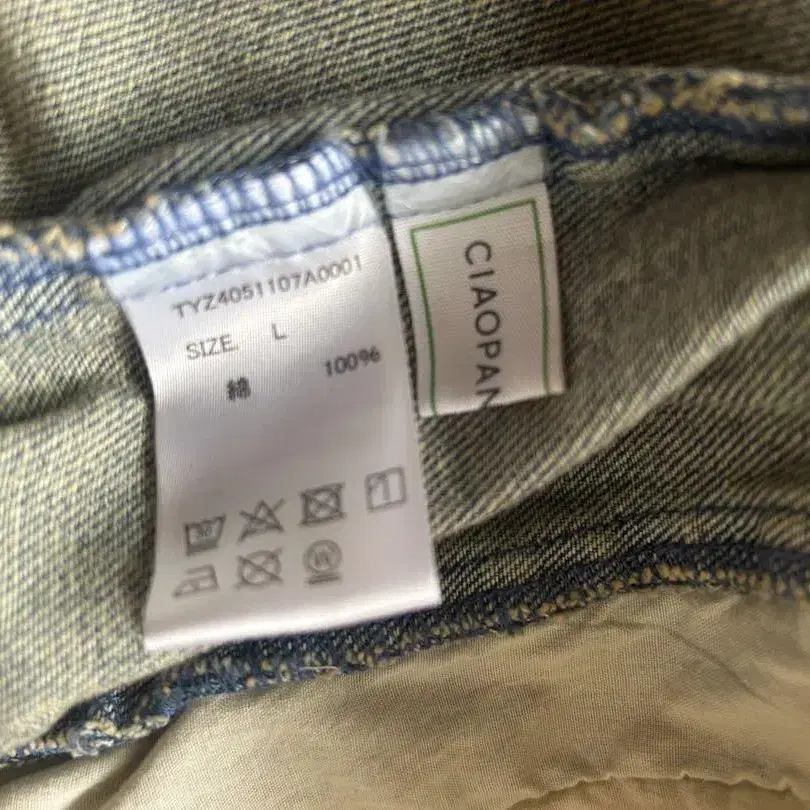 TYZ4051107A0001
SIZE. L
綿 100%
CIAOPAN